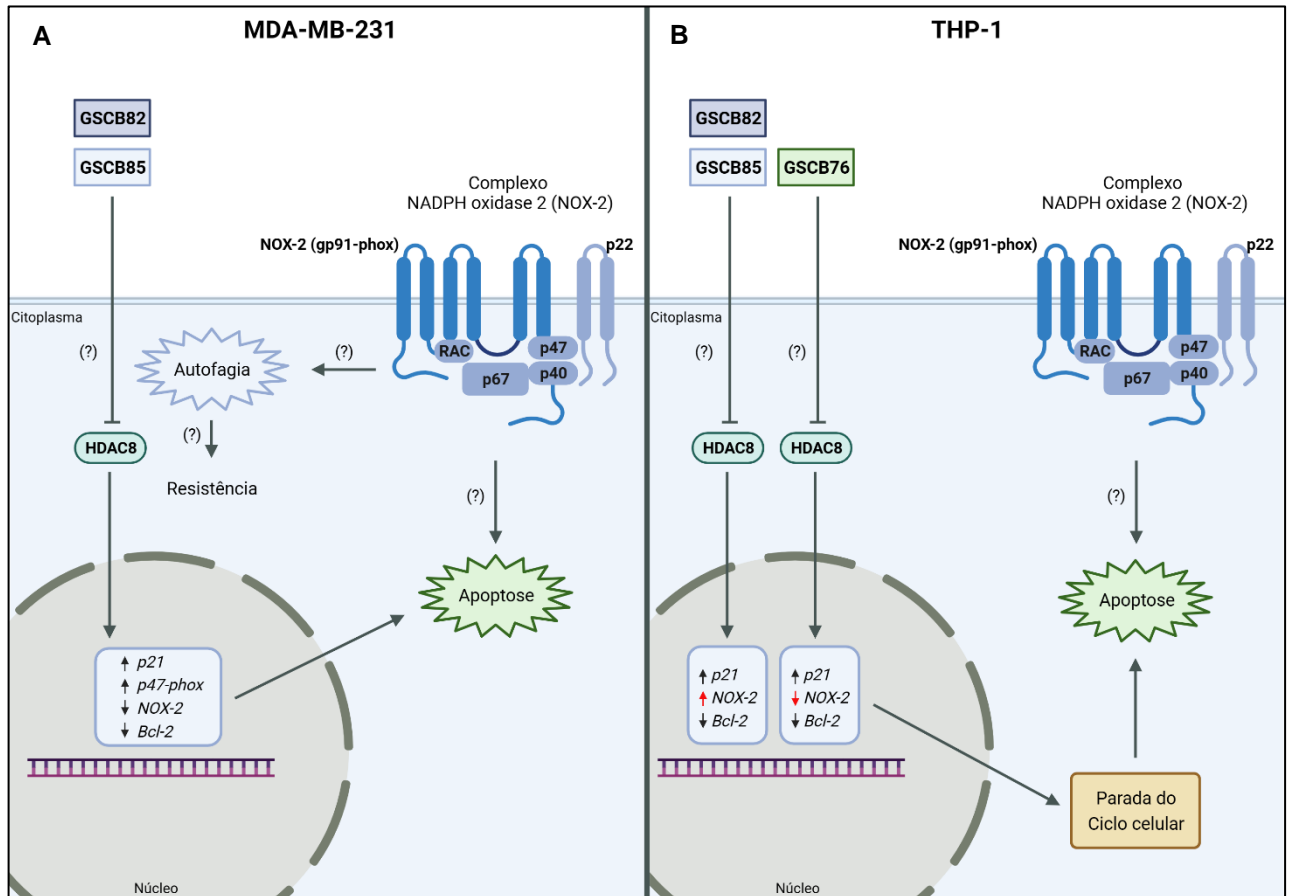 A
MDA-MB-231
GSCB82
GSCB85
Complexo
NADPH oxidase 2 (NOX-2)
NOX-2 (gp91-phox)
p22
Citoplasma
(?)
Autofagia
(?)
RAC
p47
p67
p40
(?)
HDAC8
Resistência
(?)
Apoptose
↑ p21
↑ p47-phox
↓ NOX-2
↓ Bcl-2
Núcleo
B
THP-1
GSCB82
GSCB85
GSCB76
Complexo
NADPH oxidase 2 (NOX-2)
NOX-2 (gp91-phox)
p22
Citoplasma
(?)
(?)
RAC
p47
p67
p40
HDAC8
HDAC8
(?)
Apoptose
↑ p21
↑ NOX-2
↓ Bcl-2
↑ p21
↓ NOX-2
↓ Bcl-2
Parada do
Ciclo celular
Núcleo